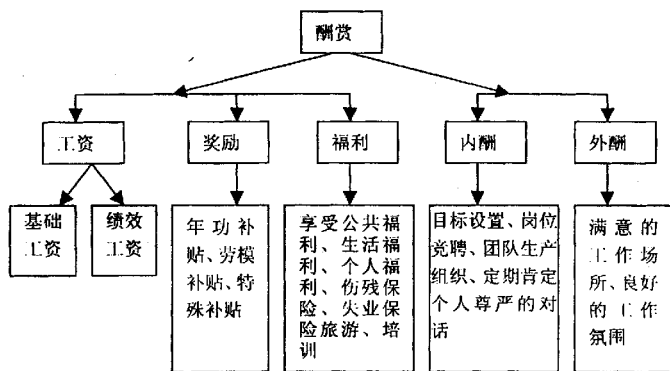 酬赏
工资
奖励
福利
内酬
外酬
基础
工资
绩效
工资
年功补
贴、劳模
补贴、特
殊补贴
享受公共福
利、生活福
利、个人福
利、伤残保
险、失业保
险旅游、培
训
目标设置、岗位
竞聘、团队生产
组织、定期肯定
个人尊严的对
话
满意的
工作场
所、良好
的工作
氛围